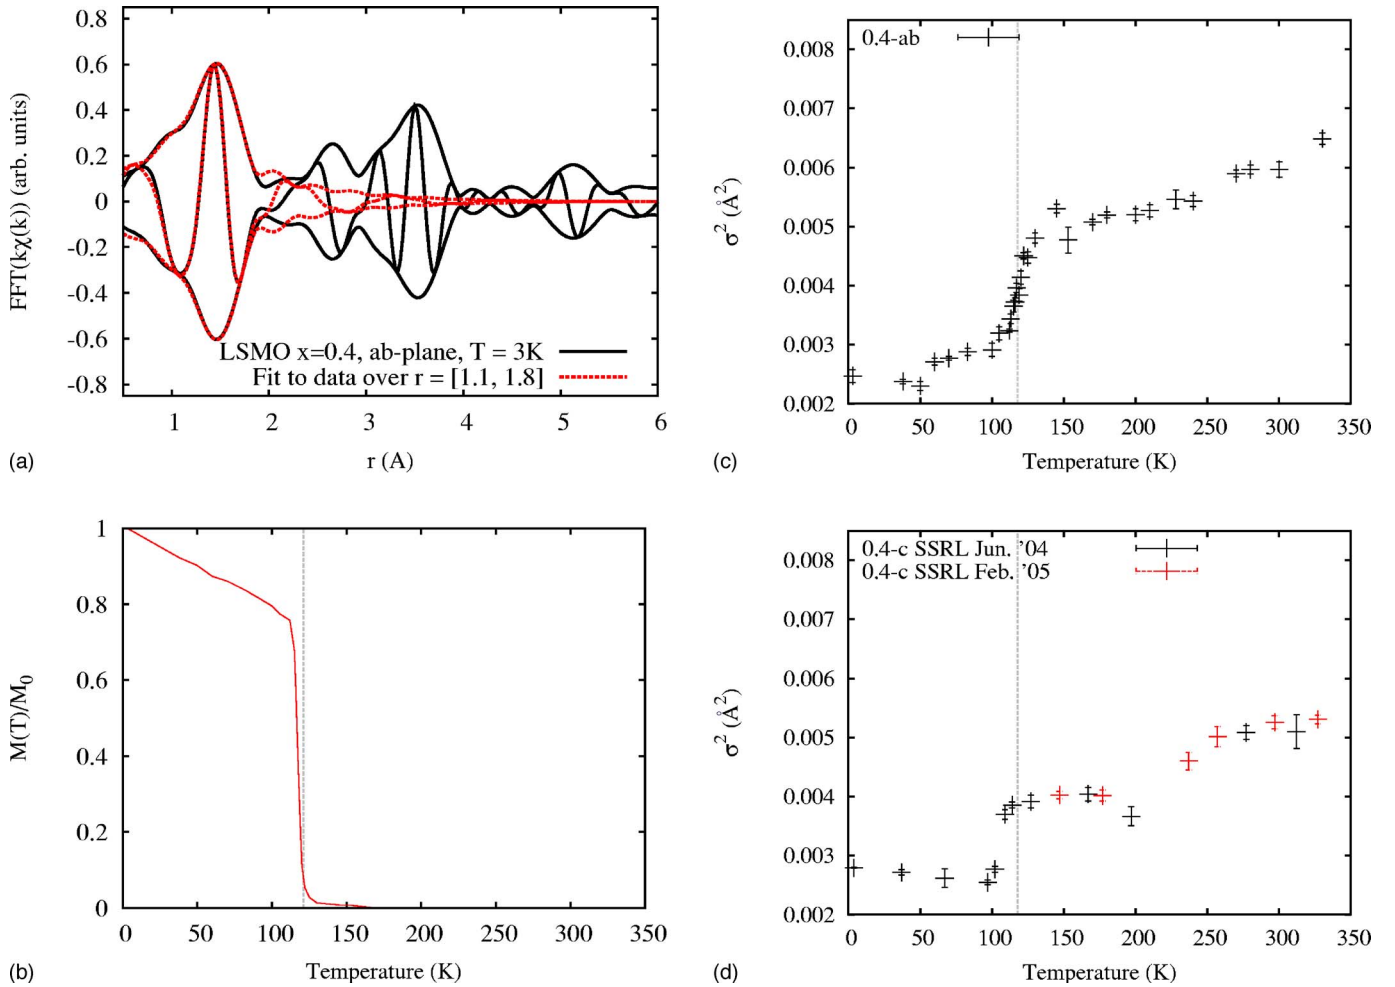 0.8
0.6
0.4
0.2
0
-0.2
-0.4
-0.6
-0.8
FFT(kχ(k)) (arb. units)
LSMO x=0.4, ab-plane, T = 3K
Fit to data over r = [1.1, 1.8]
1 2 3 4 5 6
r (A)
(a)
1
0.8
0.6
0.4
0.2
0
M(T)/M₀
0 50 100 150 200 250 300 350
Temperature (K)
(b)
0.4-ab
0.008
0.007
0.006
0.005
0.004
0.003
0.002
σ² (Å²)
0 50 100 150 200 250 300 350
Temperature (K)
(c)
0.4-c SSRL Jun. '04
0.4-c SSRL Feb. '05
0.008
0.007
0.006
0.005
0.004
0.003
0.002
σ² (Å²)
0 50 100 150 200 250 300 350
Temperature (K)
(d)